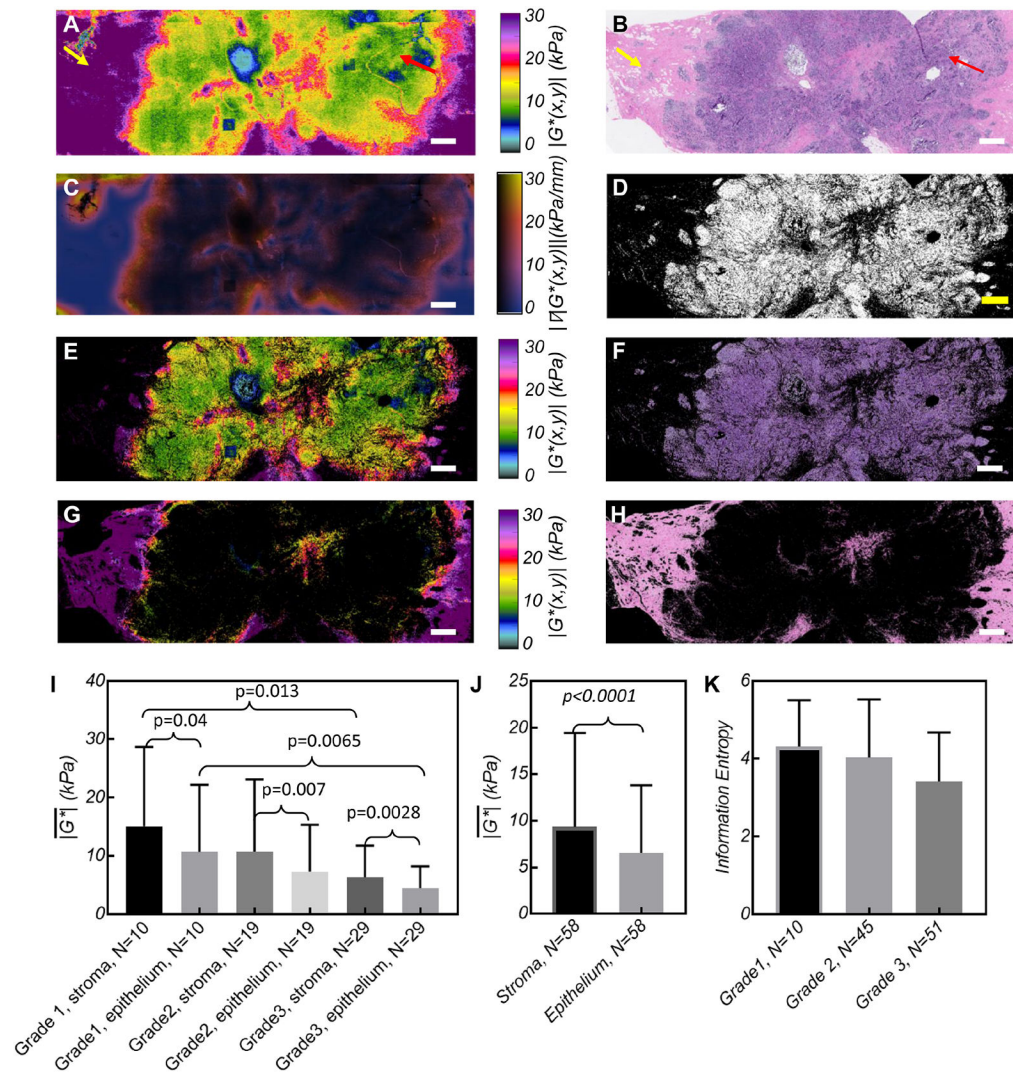 A
30
20
10
0
|G*(x,y)| (kPa)
B
C
30
20
10
0
|∇G*(x,y)||(kPa/mm)
D
E
30
20
10
0
|G*(x,y)| (kPa)
F
G
30
20
10
0
|G*(x,y)| (kPa)
H
I
40
30
20
10
0
|G*| (kPa)
p=0.013
p=0.04
p=0.0065
p=0.007
p=0.0028
Grade 1, stroma, N=10
Grade1, epithelium, N=10
Grade2, stroma, N=19
Grade2, epithelium, N=19
Grade3, stroma, N=29
Grade3, epithelium, N=29
J
25
20
15
10
5
0
|G*| (kPa)
p<0.0001
Stroma, N=58
Epithelium, N=58
K
6
4
2
0
Information Entropy
Grade1, N=10
Grade 2, N=45
Grade 3, N=51